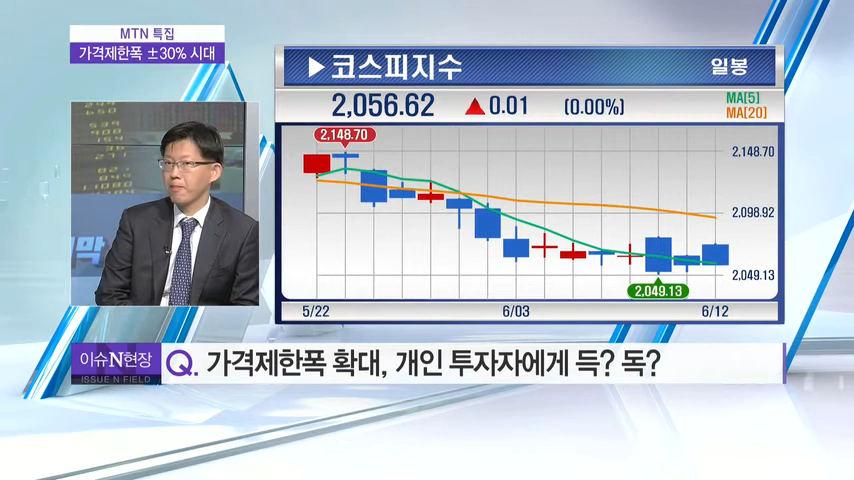 MTN 특집
가격제한폭 ±30% 시대
▶코스피지수
일봉
2,056.62 ▲0.01 (0.00%)
MA[5]
MA[20]
2,148.70
2,148.70
2,098.92
2,049.13
2,049.13
5/22 6/03 6/12
이슈N현장
ISSUE N FIELD
Q. 가격제한폭 확대, 개인 투자자에게 득? 독?